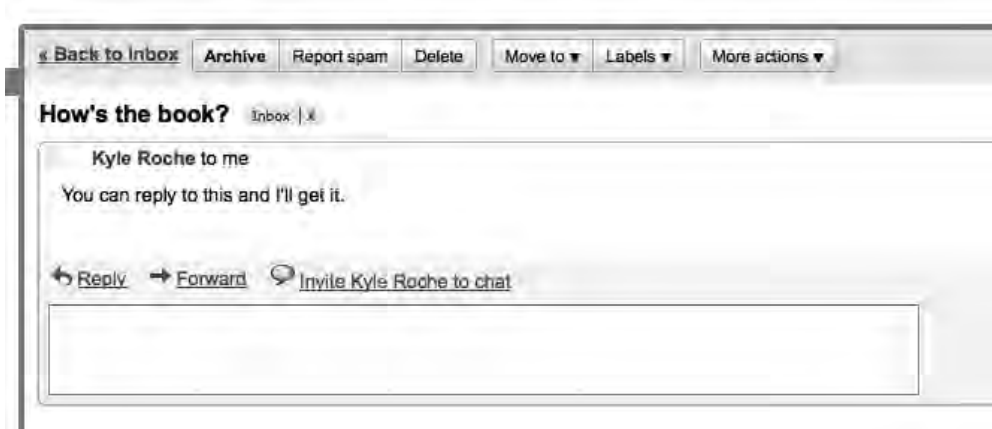 « Back to Inbox Archive Report spam Delete Move to ▾ Labels ▾ More actions ▾
How's the book? Inbox | x
Kyle Roche to me
You can reply to this and I'll get it.
Reply Forward Invite Kyle Roche to chat